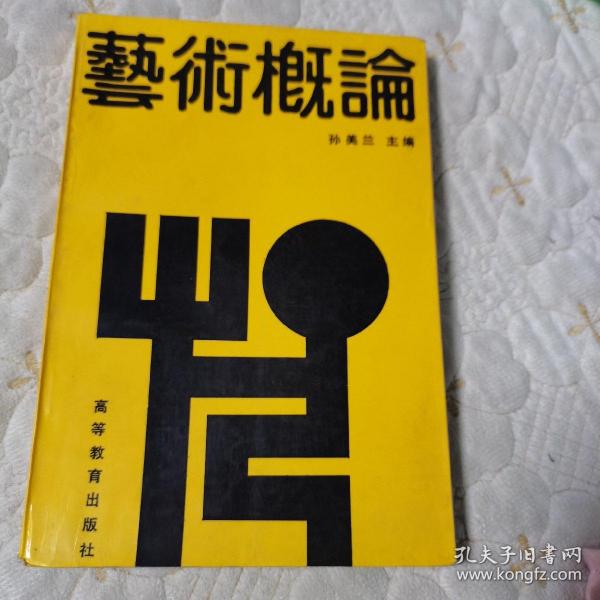 藝術概論
孙美兰 主编
高等教育出版社
孔夫子旧书网
www.kongfz.com